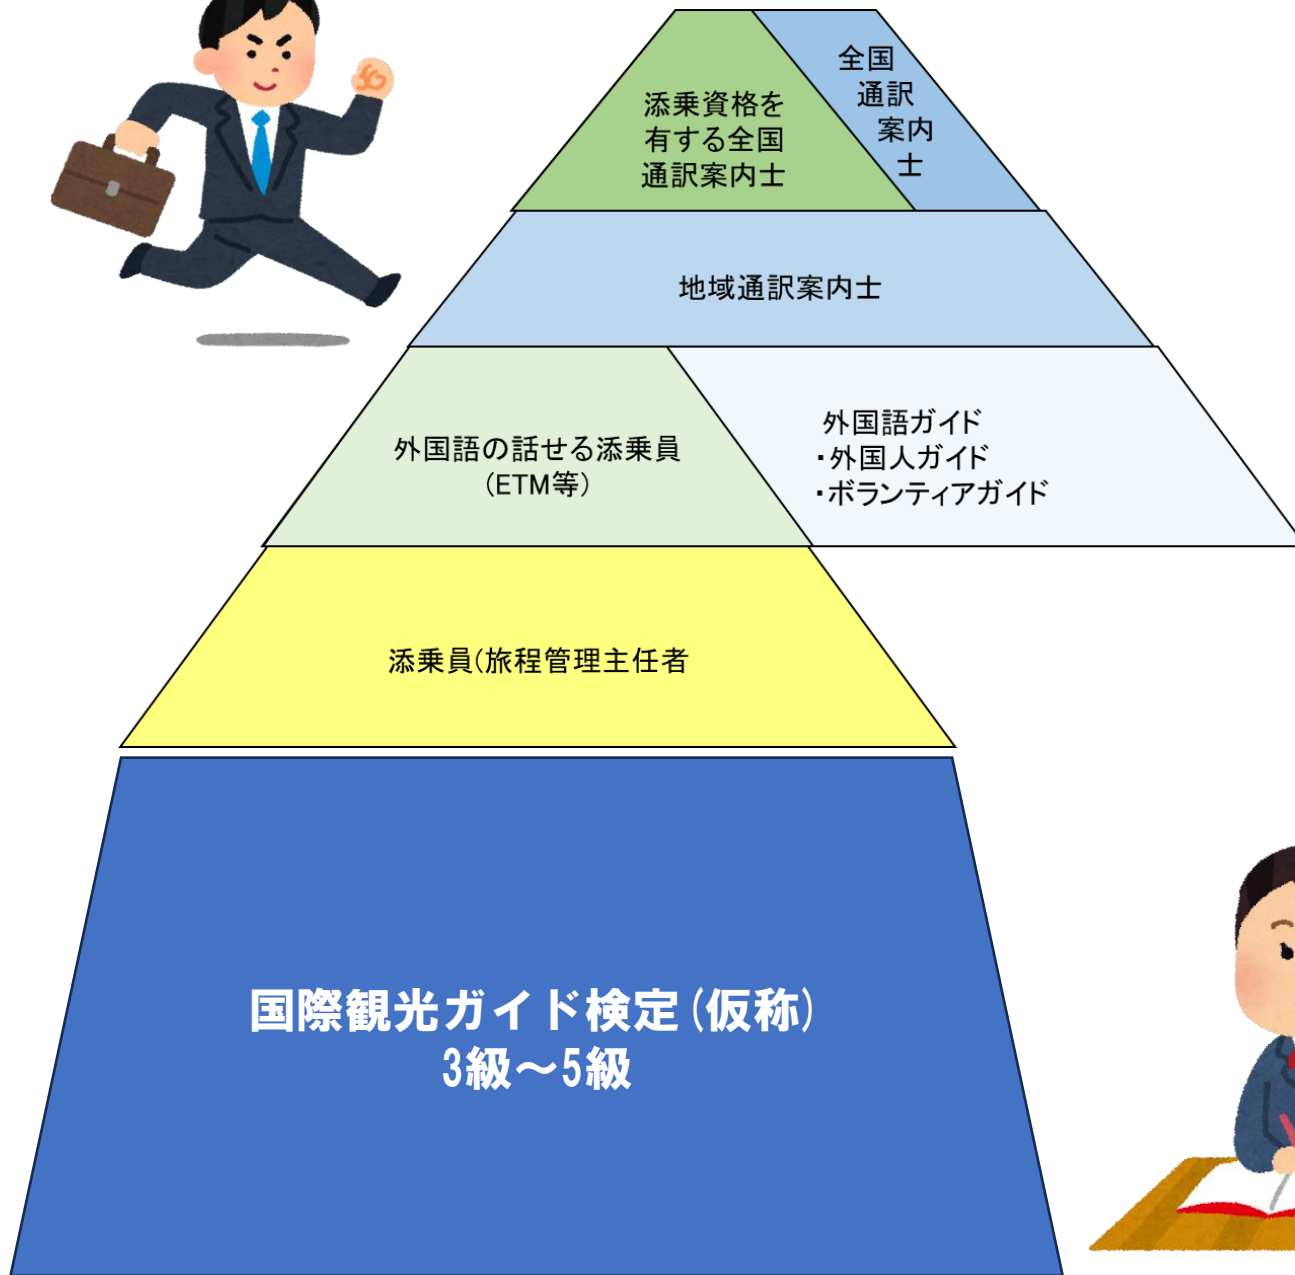 添乗資格を
有する全国
通訳案内士
全国
通訳
案内
士
地域通訳案内士
外国語の話せる添乗員
(ETM等)
外国語ガイド
・外国人ガイド
・ボランティアガイド
添乗員(旅程管理主任者
国際観光ガイド検定(仮称)
3級～5級